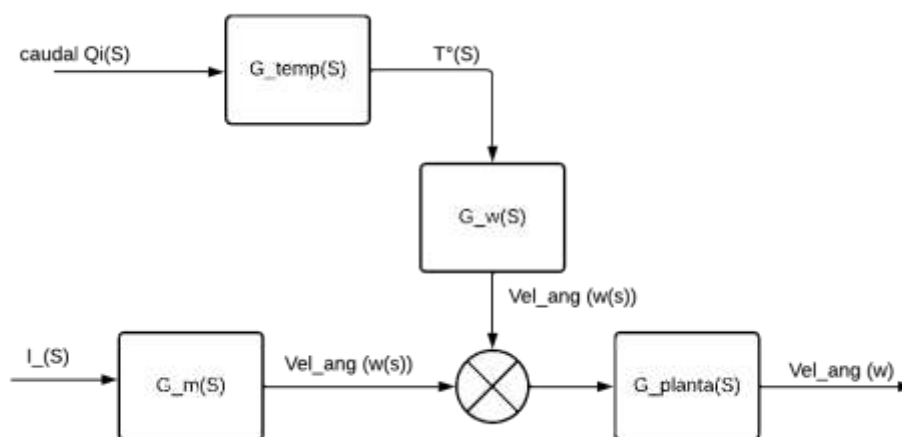 caudal Qi(S)
G_temp(S)
T°(S)
G_w(S)
Vel_ang (w(s))
I_(S)
G_m(S)
Vel_ang (w(s))
G_planta(S)
Vel_ang (w)